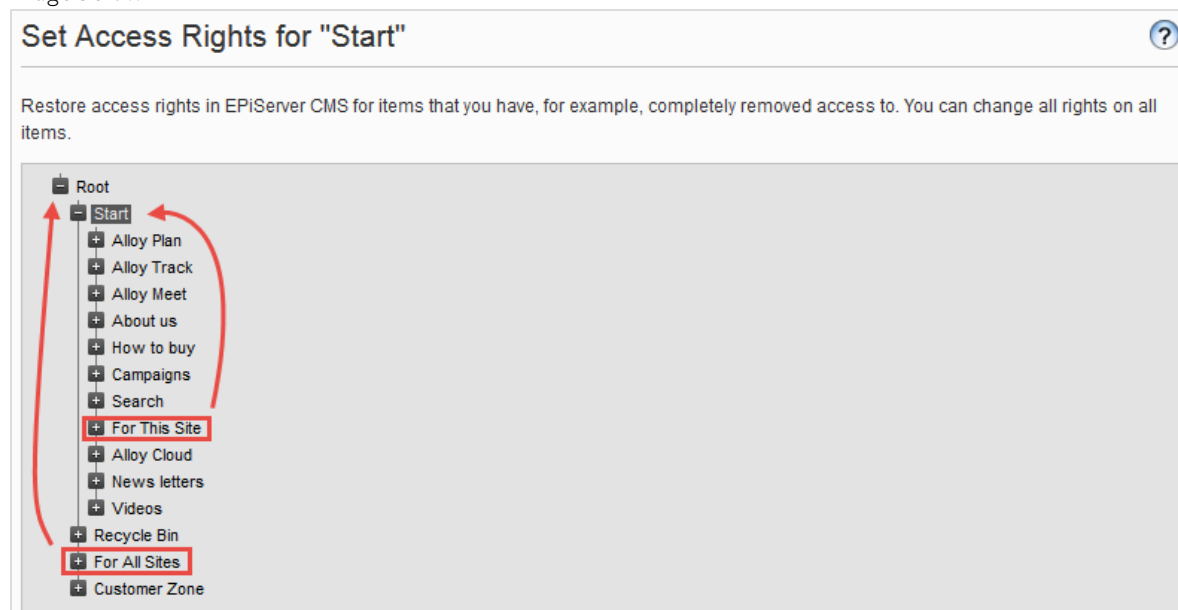 Set Access Rights for "Start"
?
Restore access rights in EPiServer CMS for items that you have, for example, completely removed access to. You can change all rights on all
items.
Root
Start
Alloy Plan
Alloy Track
Alloy Meet
About us
How to buy
Campaigns
Search
For This Site
Alloy Cloud
News letters
Videos
Recycle Bin
For All Sites
Customer Zone